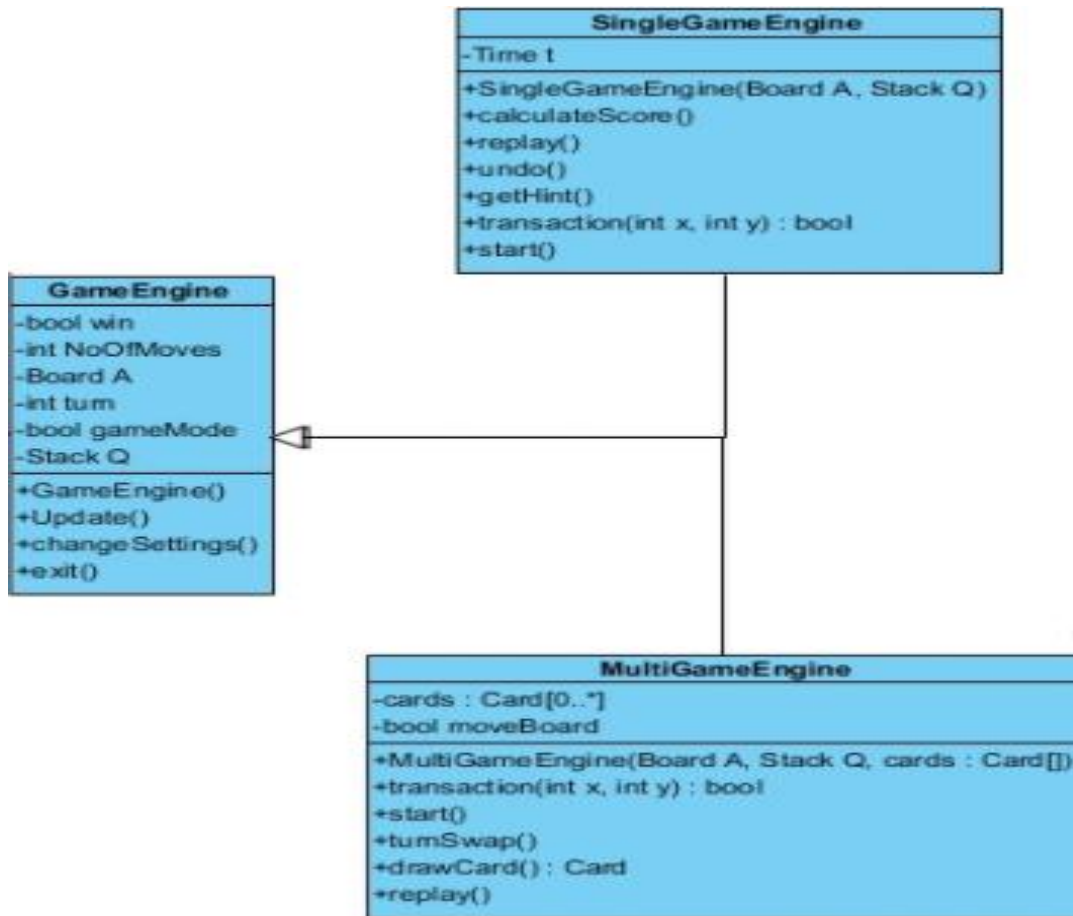 SingleGameEngine
-Time t
+SingleGameEngine(Board A, Stack Q)
+calculateScore()
+replay()
+undo()
+getHint()
+transaction(int x, int y) : bool
+start()
GameEngine
-bool win
-int NoOfMoves
-Board A
-int turn
-bool gameMode
-Stack Q
+GameEngine()
+Update()
+changeSettings()
+exit()
MultiGameEngine
-cards : Card[0..*]
-bool moveBoard
+MultiGameEngine(Board A, Stack Q, cards : Card[])
+transaction(int x, int y) : bool
+start()
+turnSwap()
+drawCard() : Card
+replay()